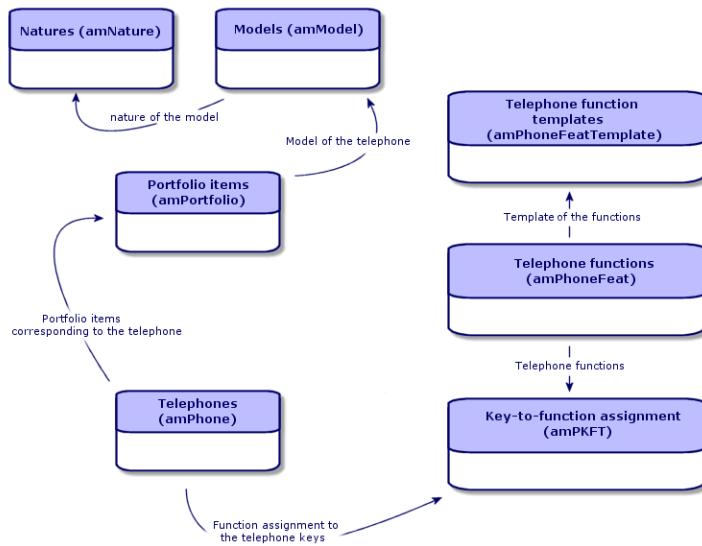 Natures (amNature)
Models (amModel)
nature of the model
Model of the telephone
Telephone function
templates
(amPhoneFeatTemplate)
Portfolio items
(amPortfolio)
Template of the functions
Telephone functions
(amPhoneFeat)
Portfolio items
corresponding to the telephone
Telephone functions
Telephones
(amPhone)
Key-to-function assignment
(amPKFT)
Function assignment to
the telephone keys